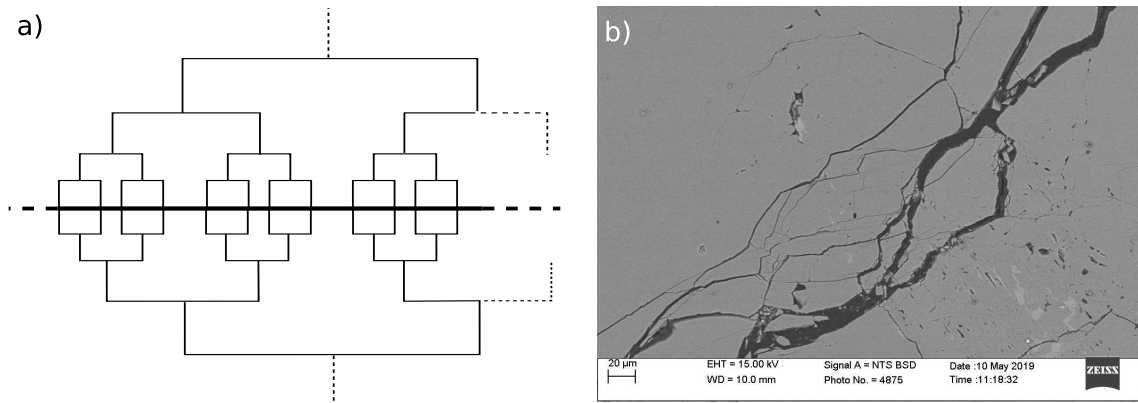 a)
b)
20 µm
EHT = 15.00 kV
Signal A = NTS BSD
Date :10 May 2019
WD = 10.0 mm
Photo No. = 4875
Time :11:18:32
ZEISS